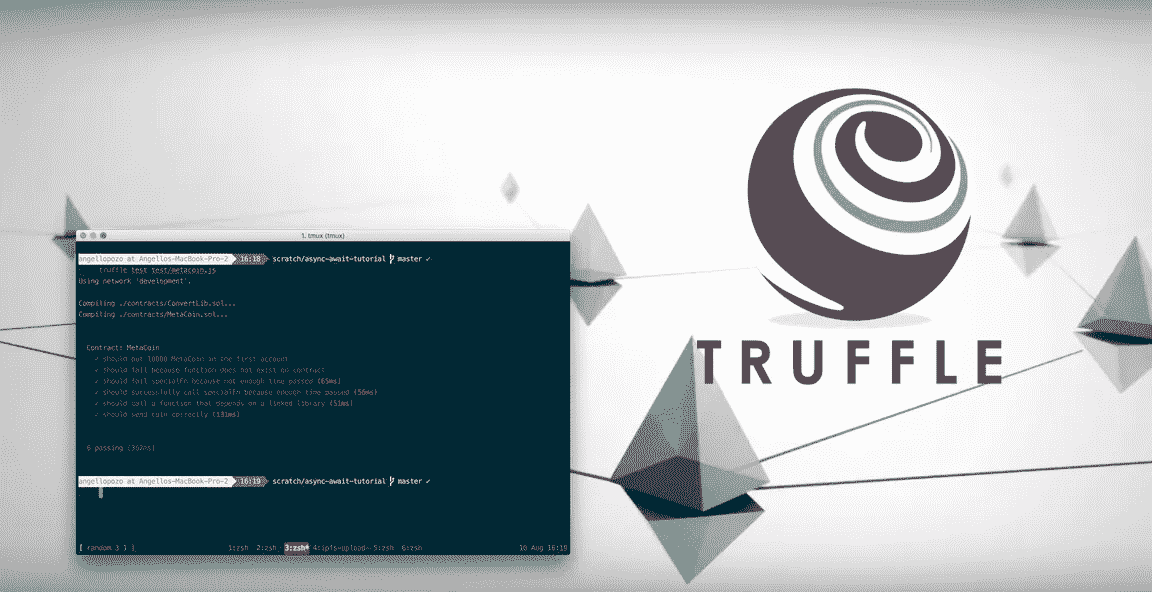 1. tmux (tmux)
angellopozo at Angellos-MacBook-Pro-2 16:18 scratch/async-await-tutorial master ✓
truffle test test/metacoin.js
Using network 'development'.
Compiling ./contracts/ConvertLib.sol...
Compiling ./contracts/MetaCoin.sol...
Contract: MetaCoin
✓ should put 10000 MetaCoin in the first account
✓ should fail because function does not exist on contract
✓ should fail specialFn because not enough time passed (65ms)
✓ should successfully call specialFn because enough time passed (56ms)
✓ should call a function that depends on a linked library (51ms)
✓ should send coin correctly (131ms)
6 passing (362ms)
angellopozo at Angellos-MacBook-Pro-2 16:19 scratch/async-await-tutorial master ✓
[ random 3 1 ] 1:zsh 2:zsh- 3:zsh* 4:ipfs-upload- 5:zsh 6:zsh 10 Aug 16:19
TRUFFLE